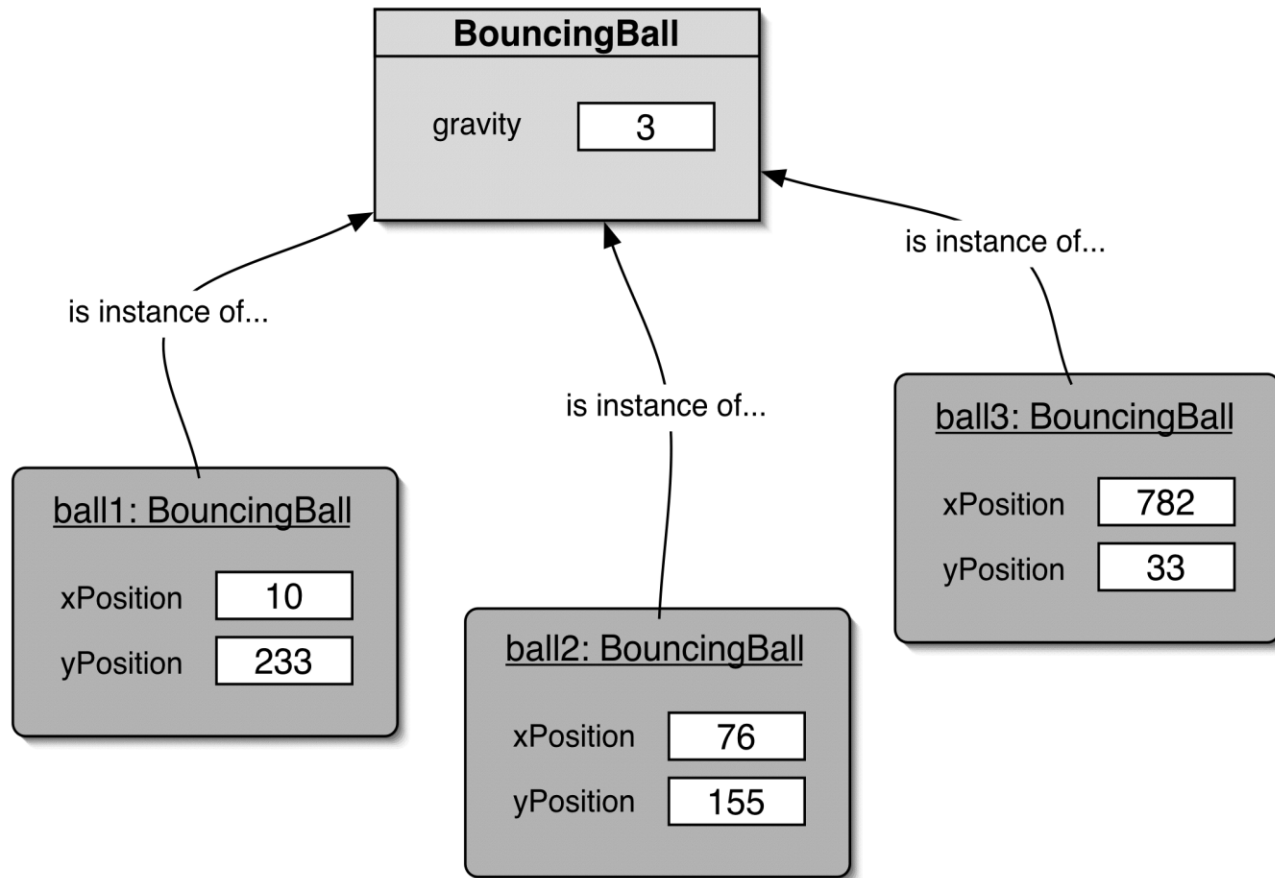 BouncingBall
gravity 3
is instance of...
is instance of...
is instance of...
ball1: BouncingBall
xPosition 10
yPosition 233
ball2: BouncingBall
xPosition 76
yPosition 155
ball3: BouncingBall
xPosition 782
yPosition 33